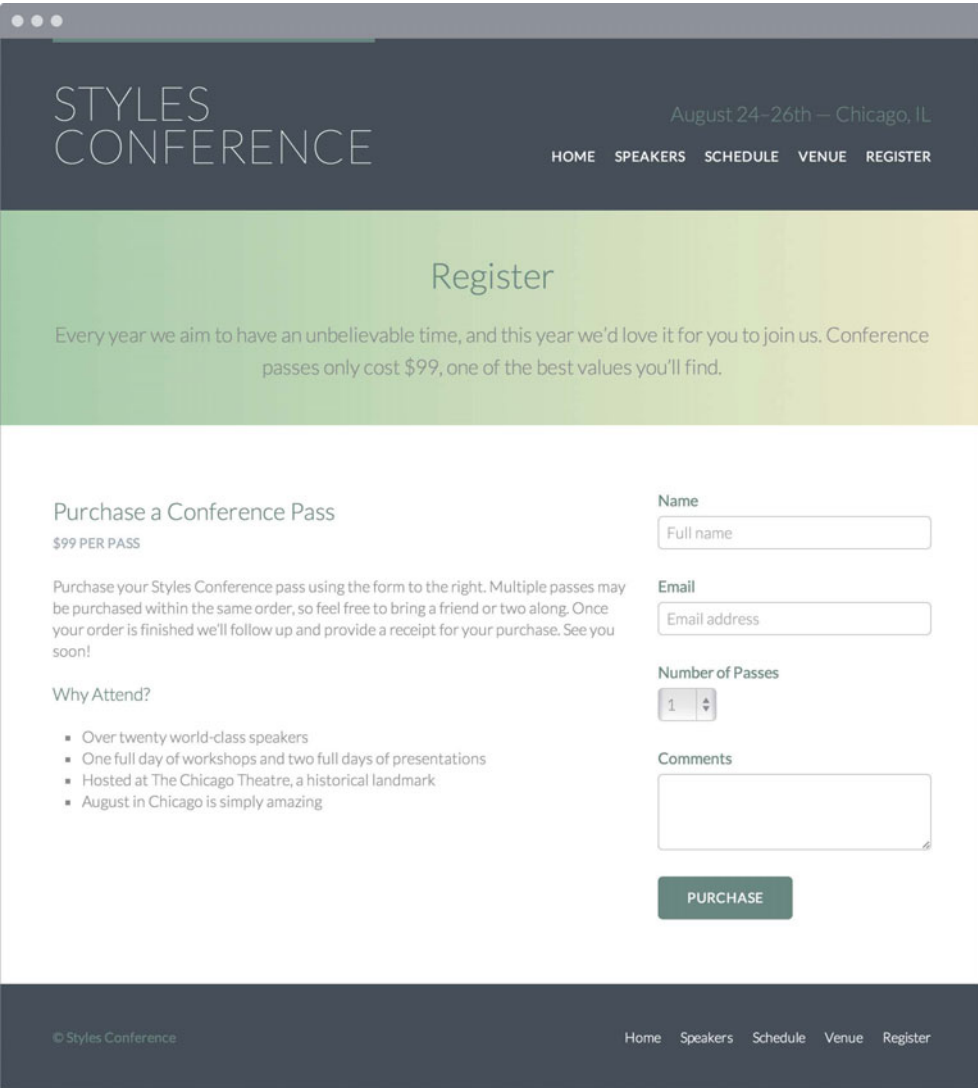 STYLES
CONFERENCE
August 24–26th — Chicago, IL
HOME SPEAKERS SCHEDULE VENUE REGISTER
Register
Every year we aim to have an unbelievable time, and this year we’d love it for you to join us. Conference
passes only cost $99, one of the best values you’ll find.
Purchase a Conference Pass
$99 PER PASS
Purchase your Styles Conference pass using the form to the right. Multiple passes may
be purchased within the same order, so feel free to bring a friend or two along. Once
your order is finished we’ll follow up and provide a receipt for your purchase. See you
soon!
Why Attend?
Over twenty world-class speakers
One full day of workshops and two full days of presentations
Hosted at The Chicago Theatre, a historical landmark
August in Chicago is simply amazing
Name
Full name
Email
Email address
Number of Passes
1
Comments
PURCHASE
© Styles Conference
Home Speakers Schedule Venue Register